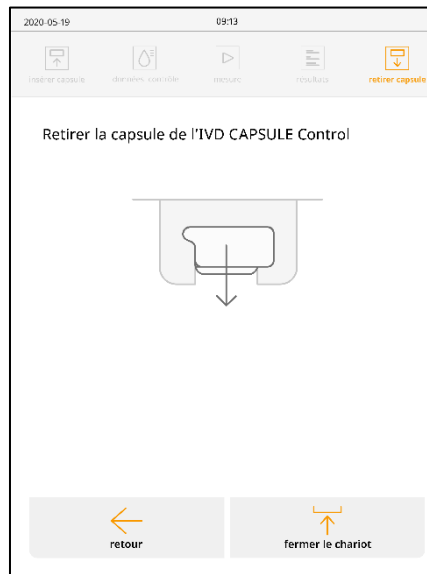 2020-05-19 09:13
insérer capsule données contrôle mesure résultats retirer capsule
Retirer la capsule de l'IVD CAPSULE Control
retour fermer le chariot